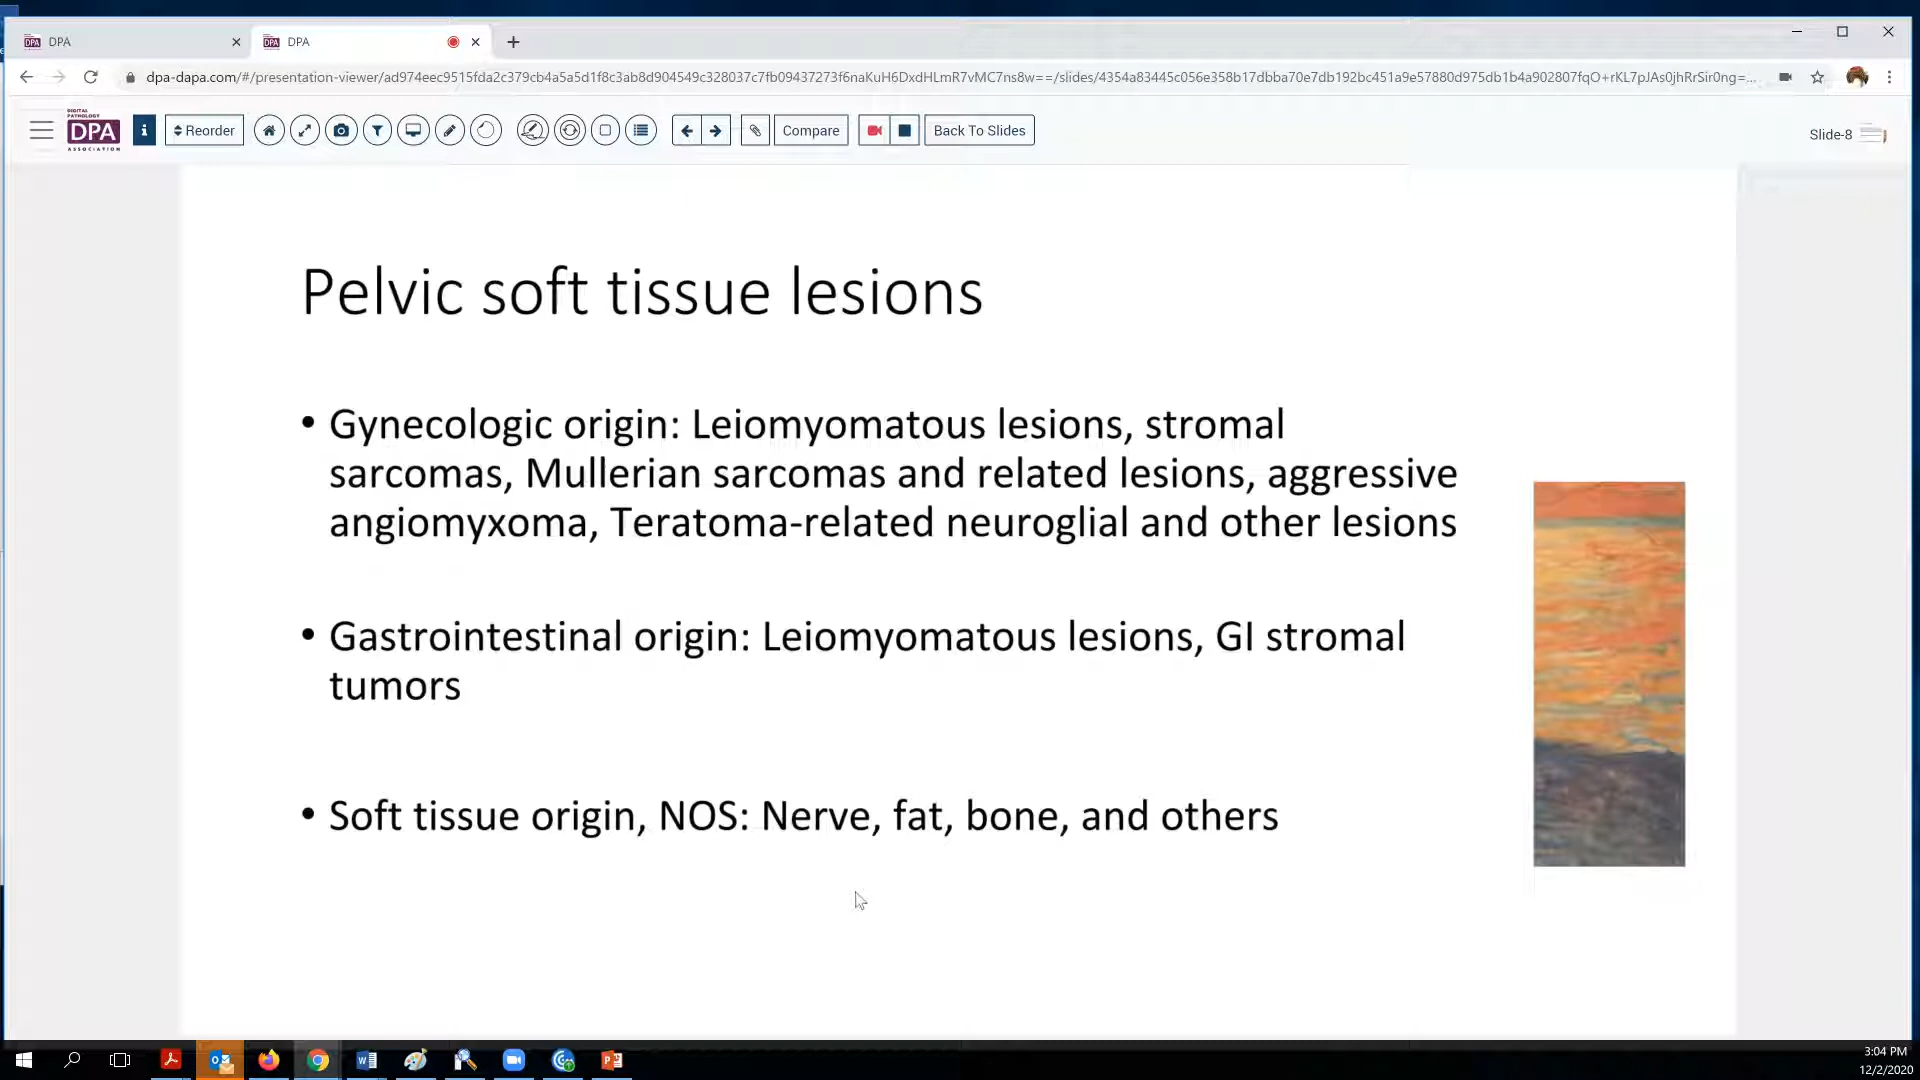 DPA
DPA
dpa-dapa.com/#/presentation-viewer/ad974eec9515fda2c379cb4a5a5d1f8c3ab8d904549c328037c7fb09437273f6naKuH6DxdHLmR7vMC7ns8w==/slides/4354a83445c056e358b17dbba70e7db192bc451a9e57880d975db1b4a902807fqO+rKL7pJAs0jhRrSir0ng=...
DIGITAL PATHOLOGY
DPA
ASSOCIATION
i
Reorder
Compare
Back To Slides
Slide-8
Pelvic soft tissue lesions
• Gynecologic origin: Leiomyomatous lesions, stromal
sarcomas, Mullerian sarcomas and related lesions, aggressive
angiomyxoma, Teratoma-related neuroglial and other lesions
• Gastrointestinal origin: Leiomyomatous lesions, GI stromal
tumors
• Soft tissue origin, NOS: Nerve, fat, bone, and others
3:04 PM
12/2/2020